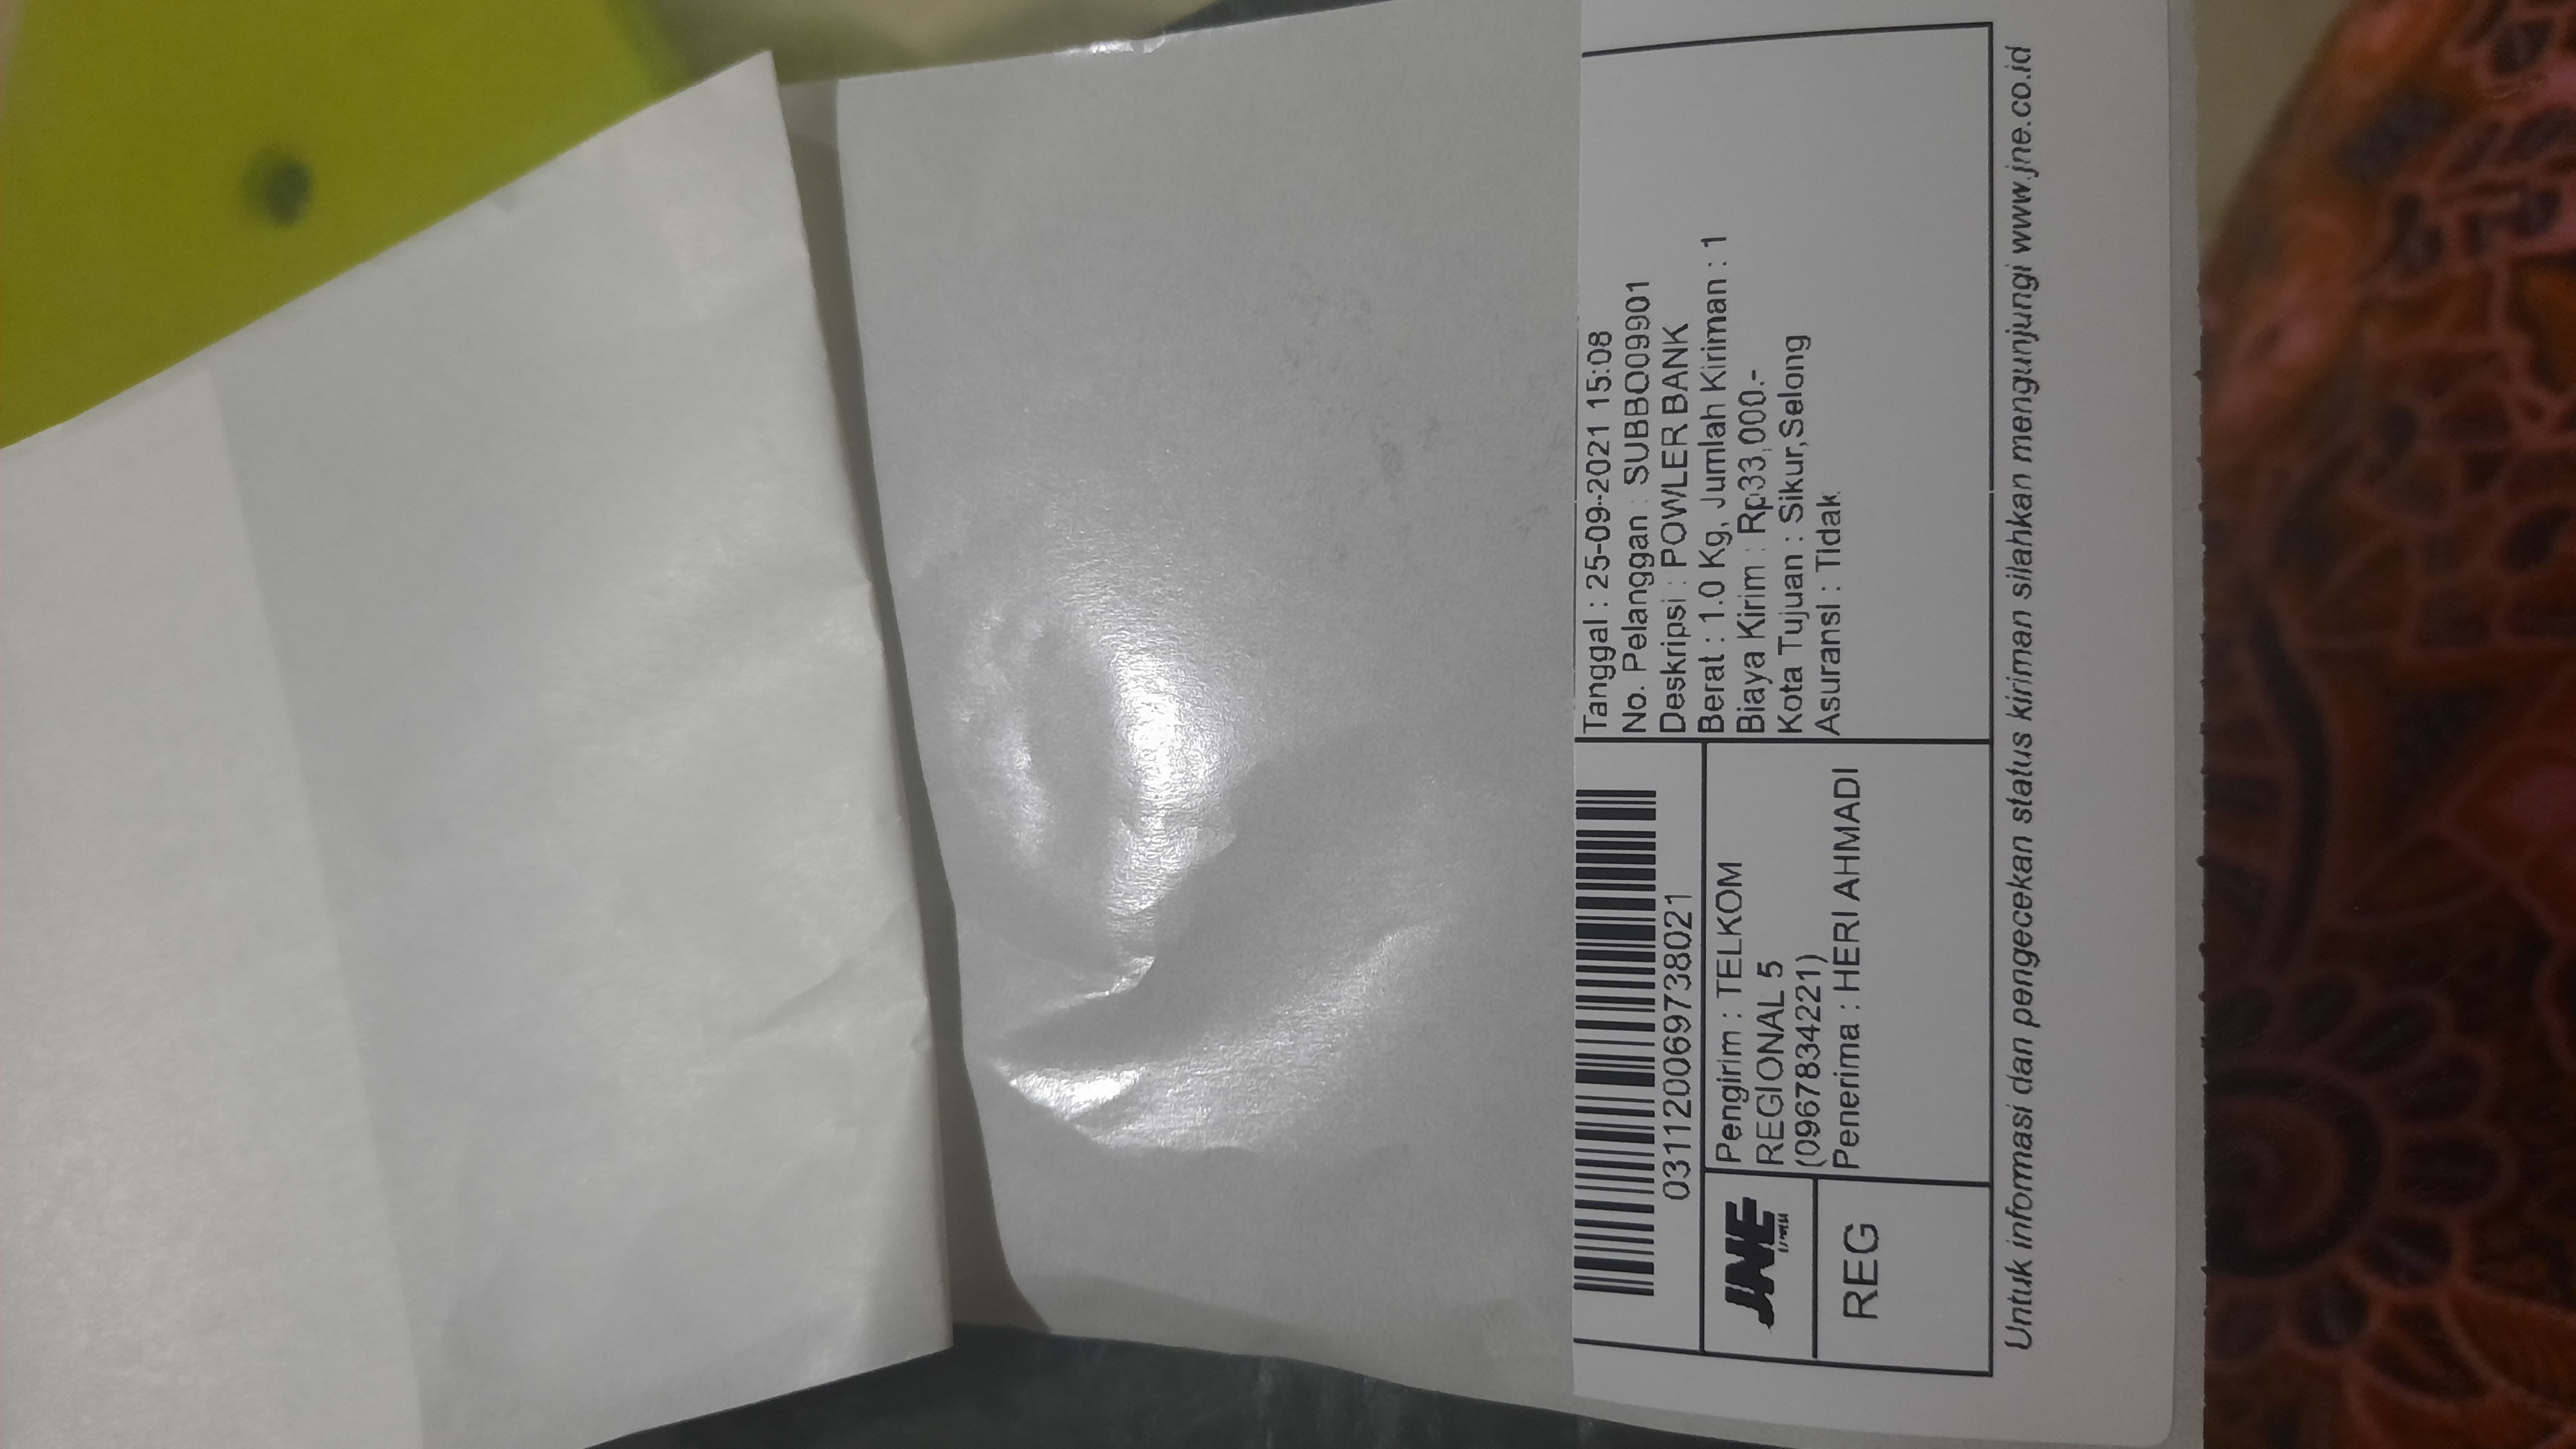 031120069738021
JNE
REG
Pengirim : TELKOM
REGIONAL 5
(0967834221)
Penerima : HERI AHMADI
Tanggal : 25-09-2021 15:08
No. Pelanggan : SUBBO09901
Deskripsi : POWLER BANK
Berat : 1.0 Kg, Jumlah Kiriman : 1
Biaya Kirim : Rp33,000.-
Kota Tujuan : Sikur,Selong
Asuransi : Tidak
Untuk informasi dan pengecekan status kiriman silahkan mengunjungi www.jne.co.id